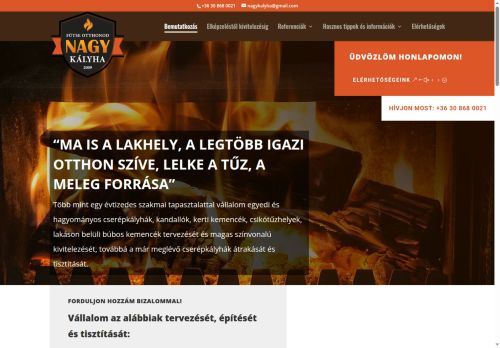 +36 30 868 0021 nagykalyha@gmail.com
FŰTSE OTTHONOD
NAGY
KÁLYHA
2009
Bemutatkozás Elképzeléstől kivitelezésig Referenciák Hasznos tippek és információk Elérhetőségek
ÜDVÖZLÖM HONLAPOMON!
ELÉRHETŐSÉGEINK
HÍVJON MOST: +36 30 868 0021
“MA IS A LAKHELY, A LEGTÖBB IGAZI
OTTHON SZÍVE, LELKE A TŰZ, A
MELEG FORRÁSA”
Több mint egy évtizedes szakmai tapasztalattal vállalom egyedi és
hagyományos cserépkályhák, kandallók, kerti kemencék, csikótűzhelyek,
lakáson belüli búbos kemencék tervezését és magas színvonalú
kivitelezését, továbbá a már meglévő cserépkályhák átrakását és
tisztítását.
FORDULJON HOZZÁM BIZALOMMAL!
Vállalom az alábbiak tervezését, építését
és tisztítását: